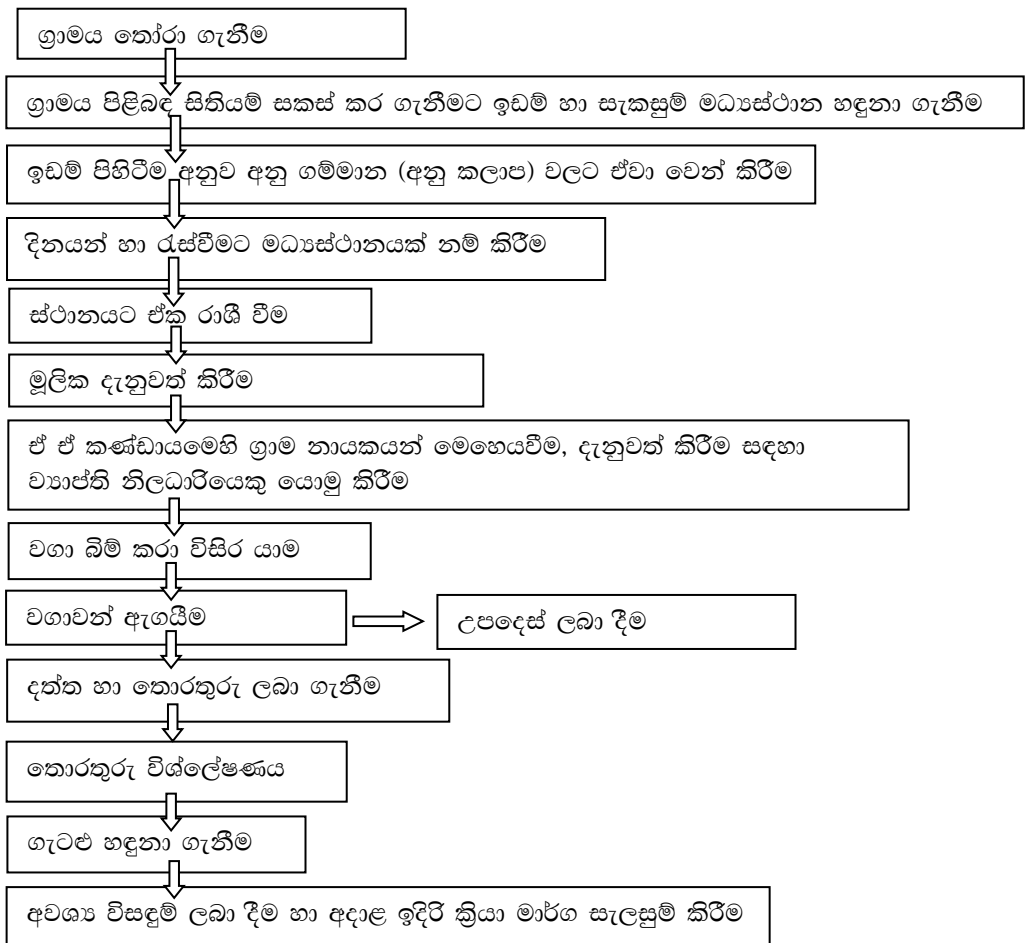 ග්‍රාමය තෝරා ගැනීම
ග්‍රාමය පිළිබඳ සිතියම් සකස් කර ගැනීමට ඉඩම් හා සැකසුම් මධ්‍යස්ථාන හඳුනා ගැනීම
ඉඩම් පිහිටීම අනුව අනු ගම්මාන (අනු කලාප) වලට ඒවා වෙන් කිරීම
දිනයන් හා රැස්වීමට මධ්‍යස්ථානයක් නම් කිරීම
ස්ථානයට ඒක රාශී වීම
මූලික දැනුවත් කිරීම
ඒ ඒ කණ්ඩායමෙහි ග්‍රාම නායකයන් මෙහෙයවීම, දැනුවත් කිරීම සඳහා
ව්‍යාප්ති නිලධාරියෙකු යොමු කිරීම
වගා බිම් කරා විසිර යාම
වගාවන් ඇගයීම
උපදෙස් ලබා දීම
දත්ත හා තොරතුරු ලබා ගැනීම
තොරතුරු විශ්ලේෂණය
ගැටළු හඳුනා ගැනීම
අවශ්‍ය විසඳුම් ලබා දීම හා අදාළ ඉදිරි ක්‍රියා මාර්ග සැලසුම් කිරීම